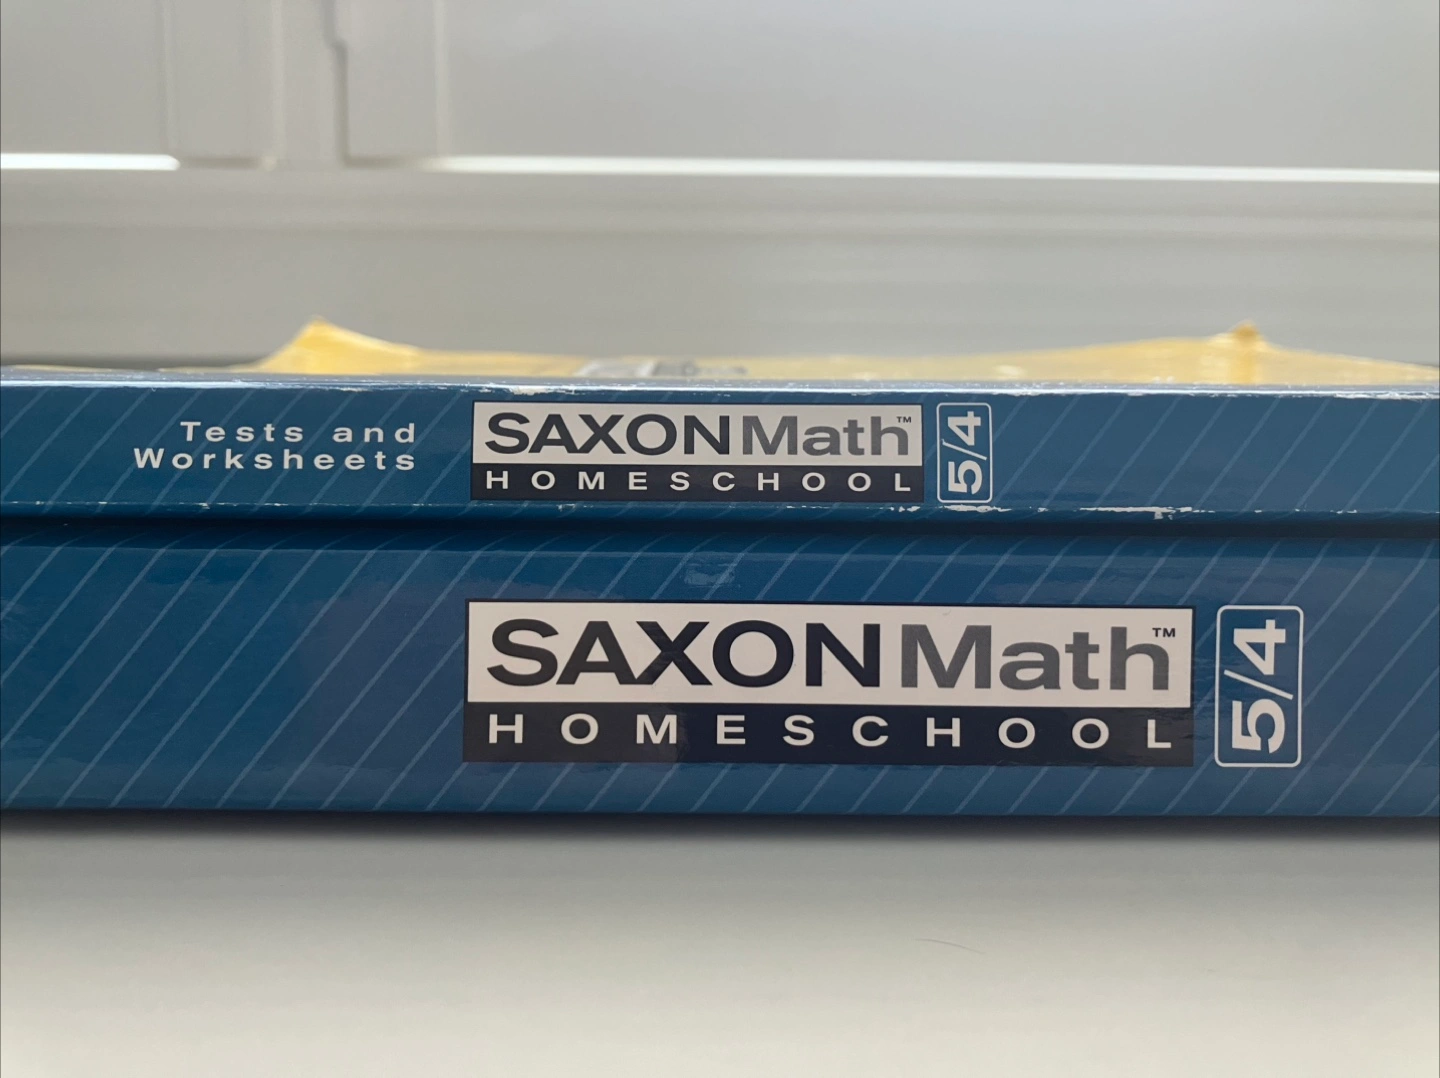 Tests and
Worksheets
SAXON Math™
HOMESCHOOL
5/4
SAXON Math™
HOMESCHOOL
5/4